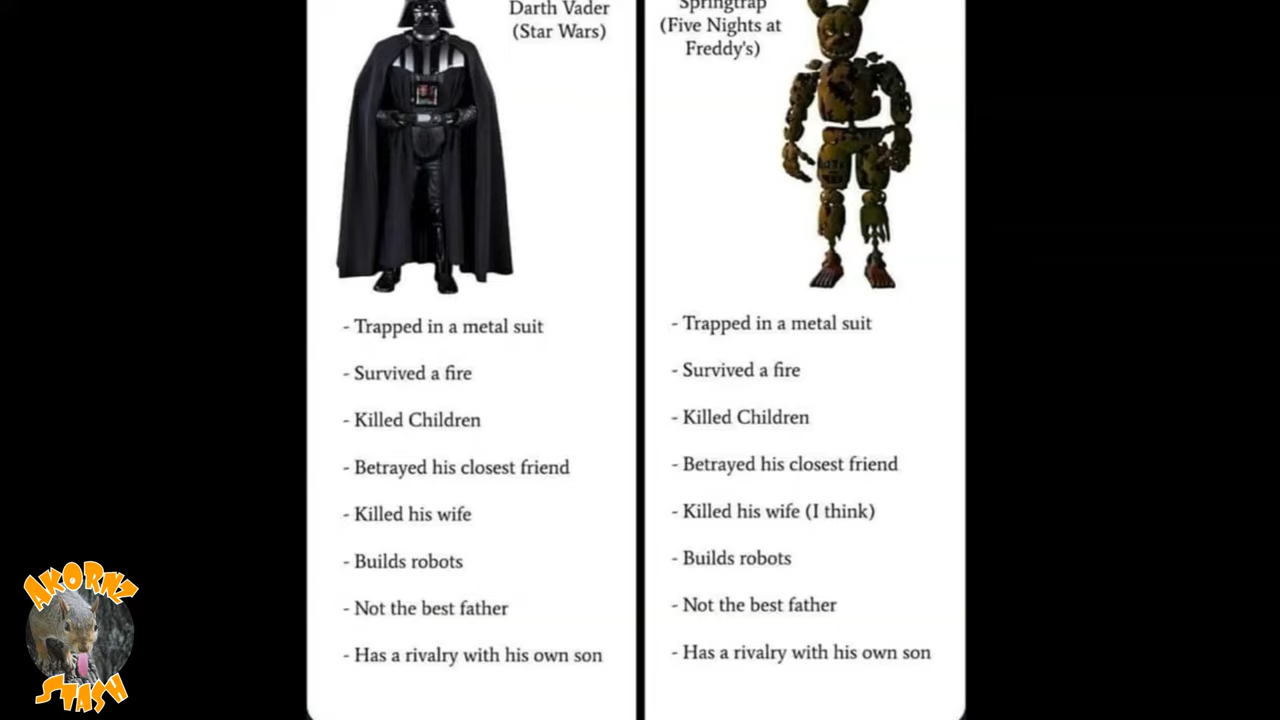 Darth Vader
(Star Wars)
- Trapped in a metal suit
- Survived a fire
- Killed Children
- Betrayed his closest friend
- Killed his wife
- Builds robots
- Not the best father
- Has a rivalry with his own son
Springtrap
(Five Nights at
Freddy's)
- Trapped in a metal suit
- Survived a fire
- Killed Children
- Betrayed his closest friend
- Killed his wife (I think)
- Builds robots
- Not the best father
- Has a rivalry with his own son
AKORNZ
STASH